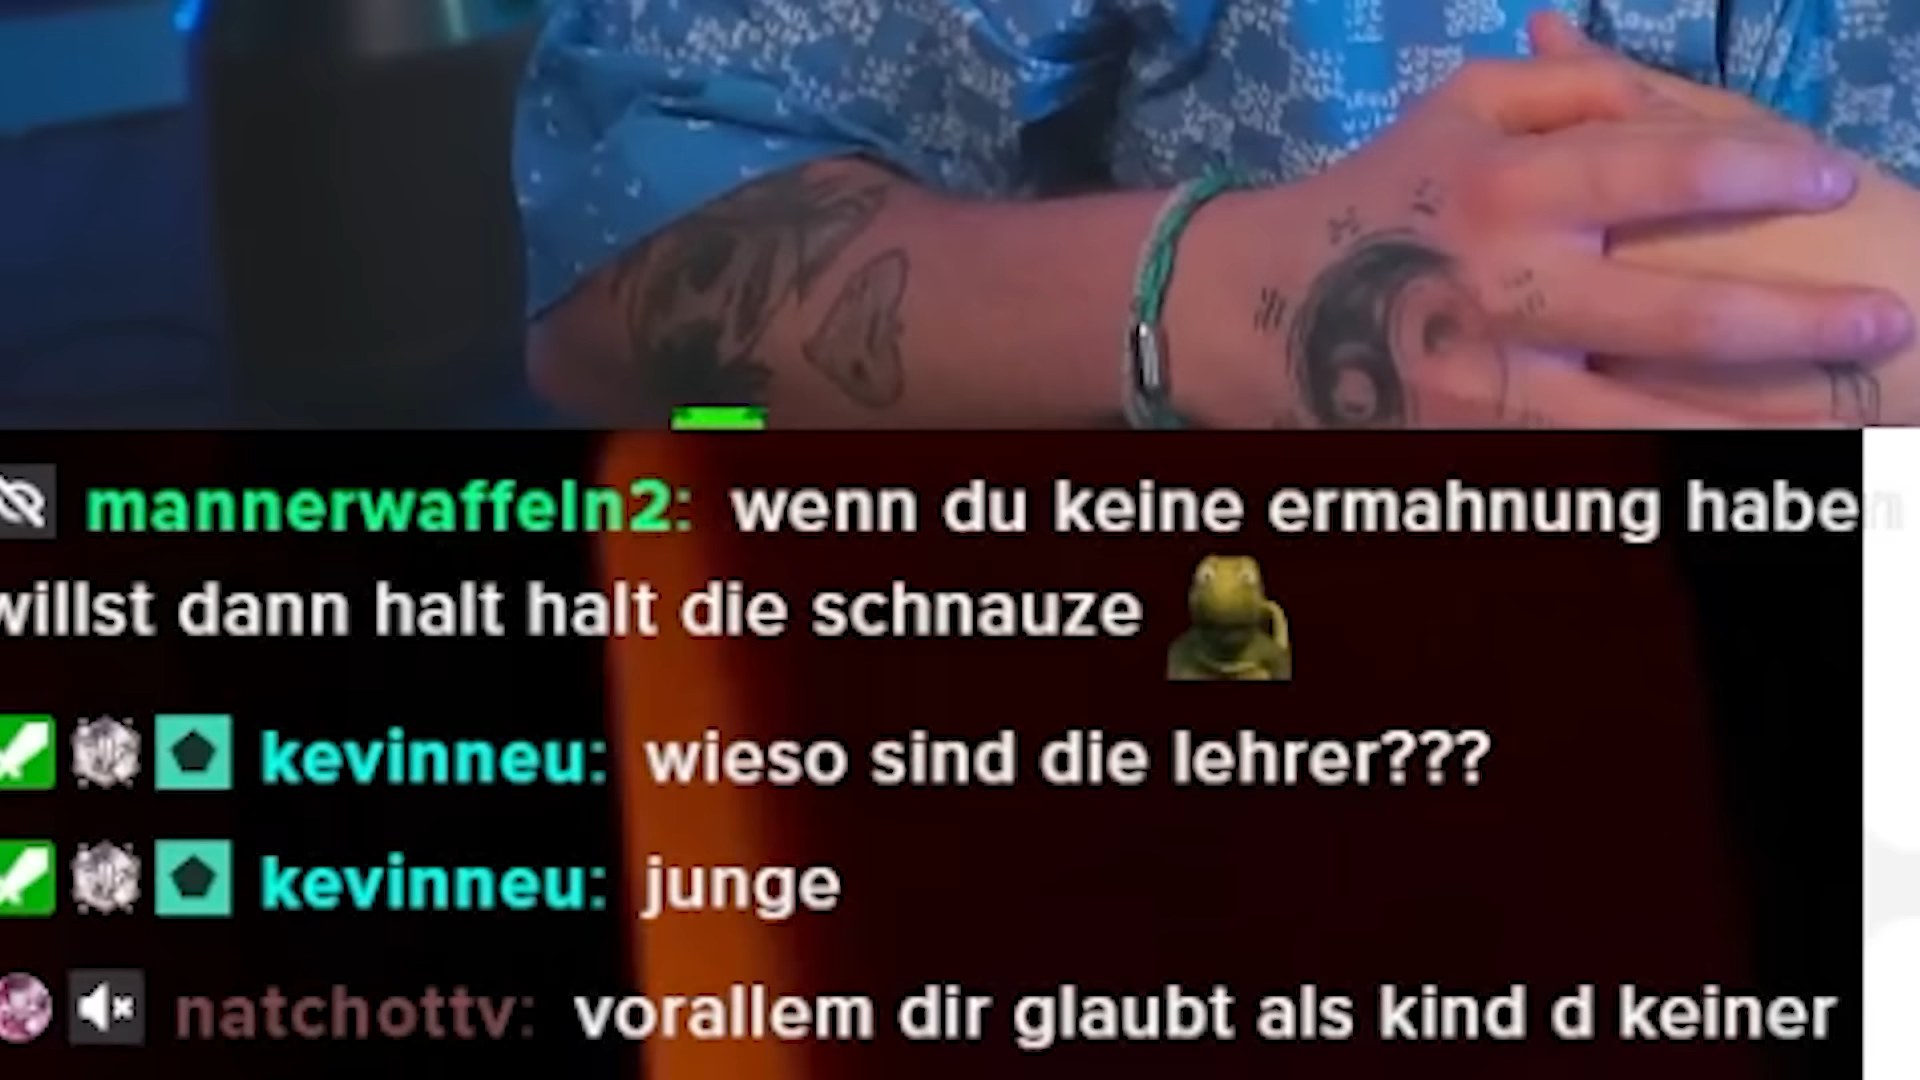 mannerwaffeln2: wenn du keine ermahnung haben
willst dann halt halt die schnauze
kevinneu: wieso sind die lehrer???
kevinneu: junge
natchottv: vorallem dir glaubt als kind d keiner